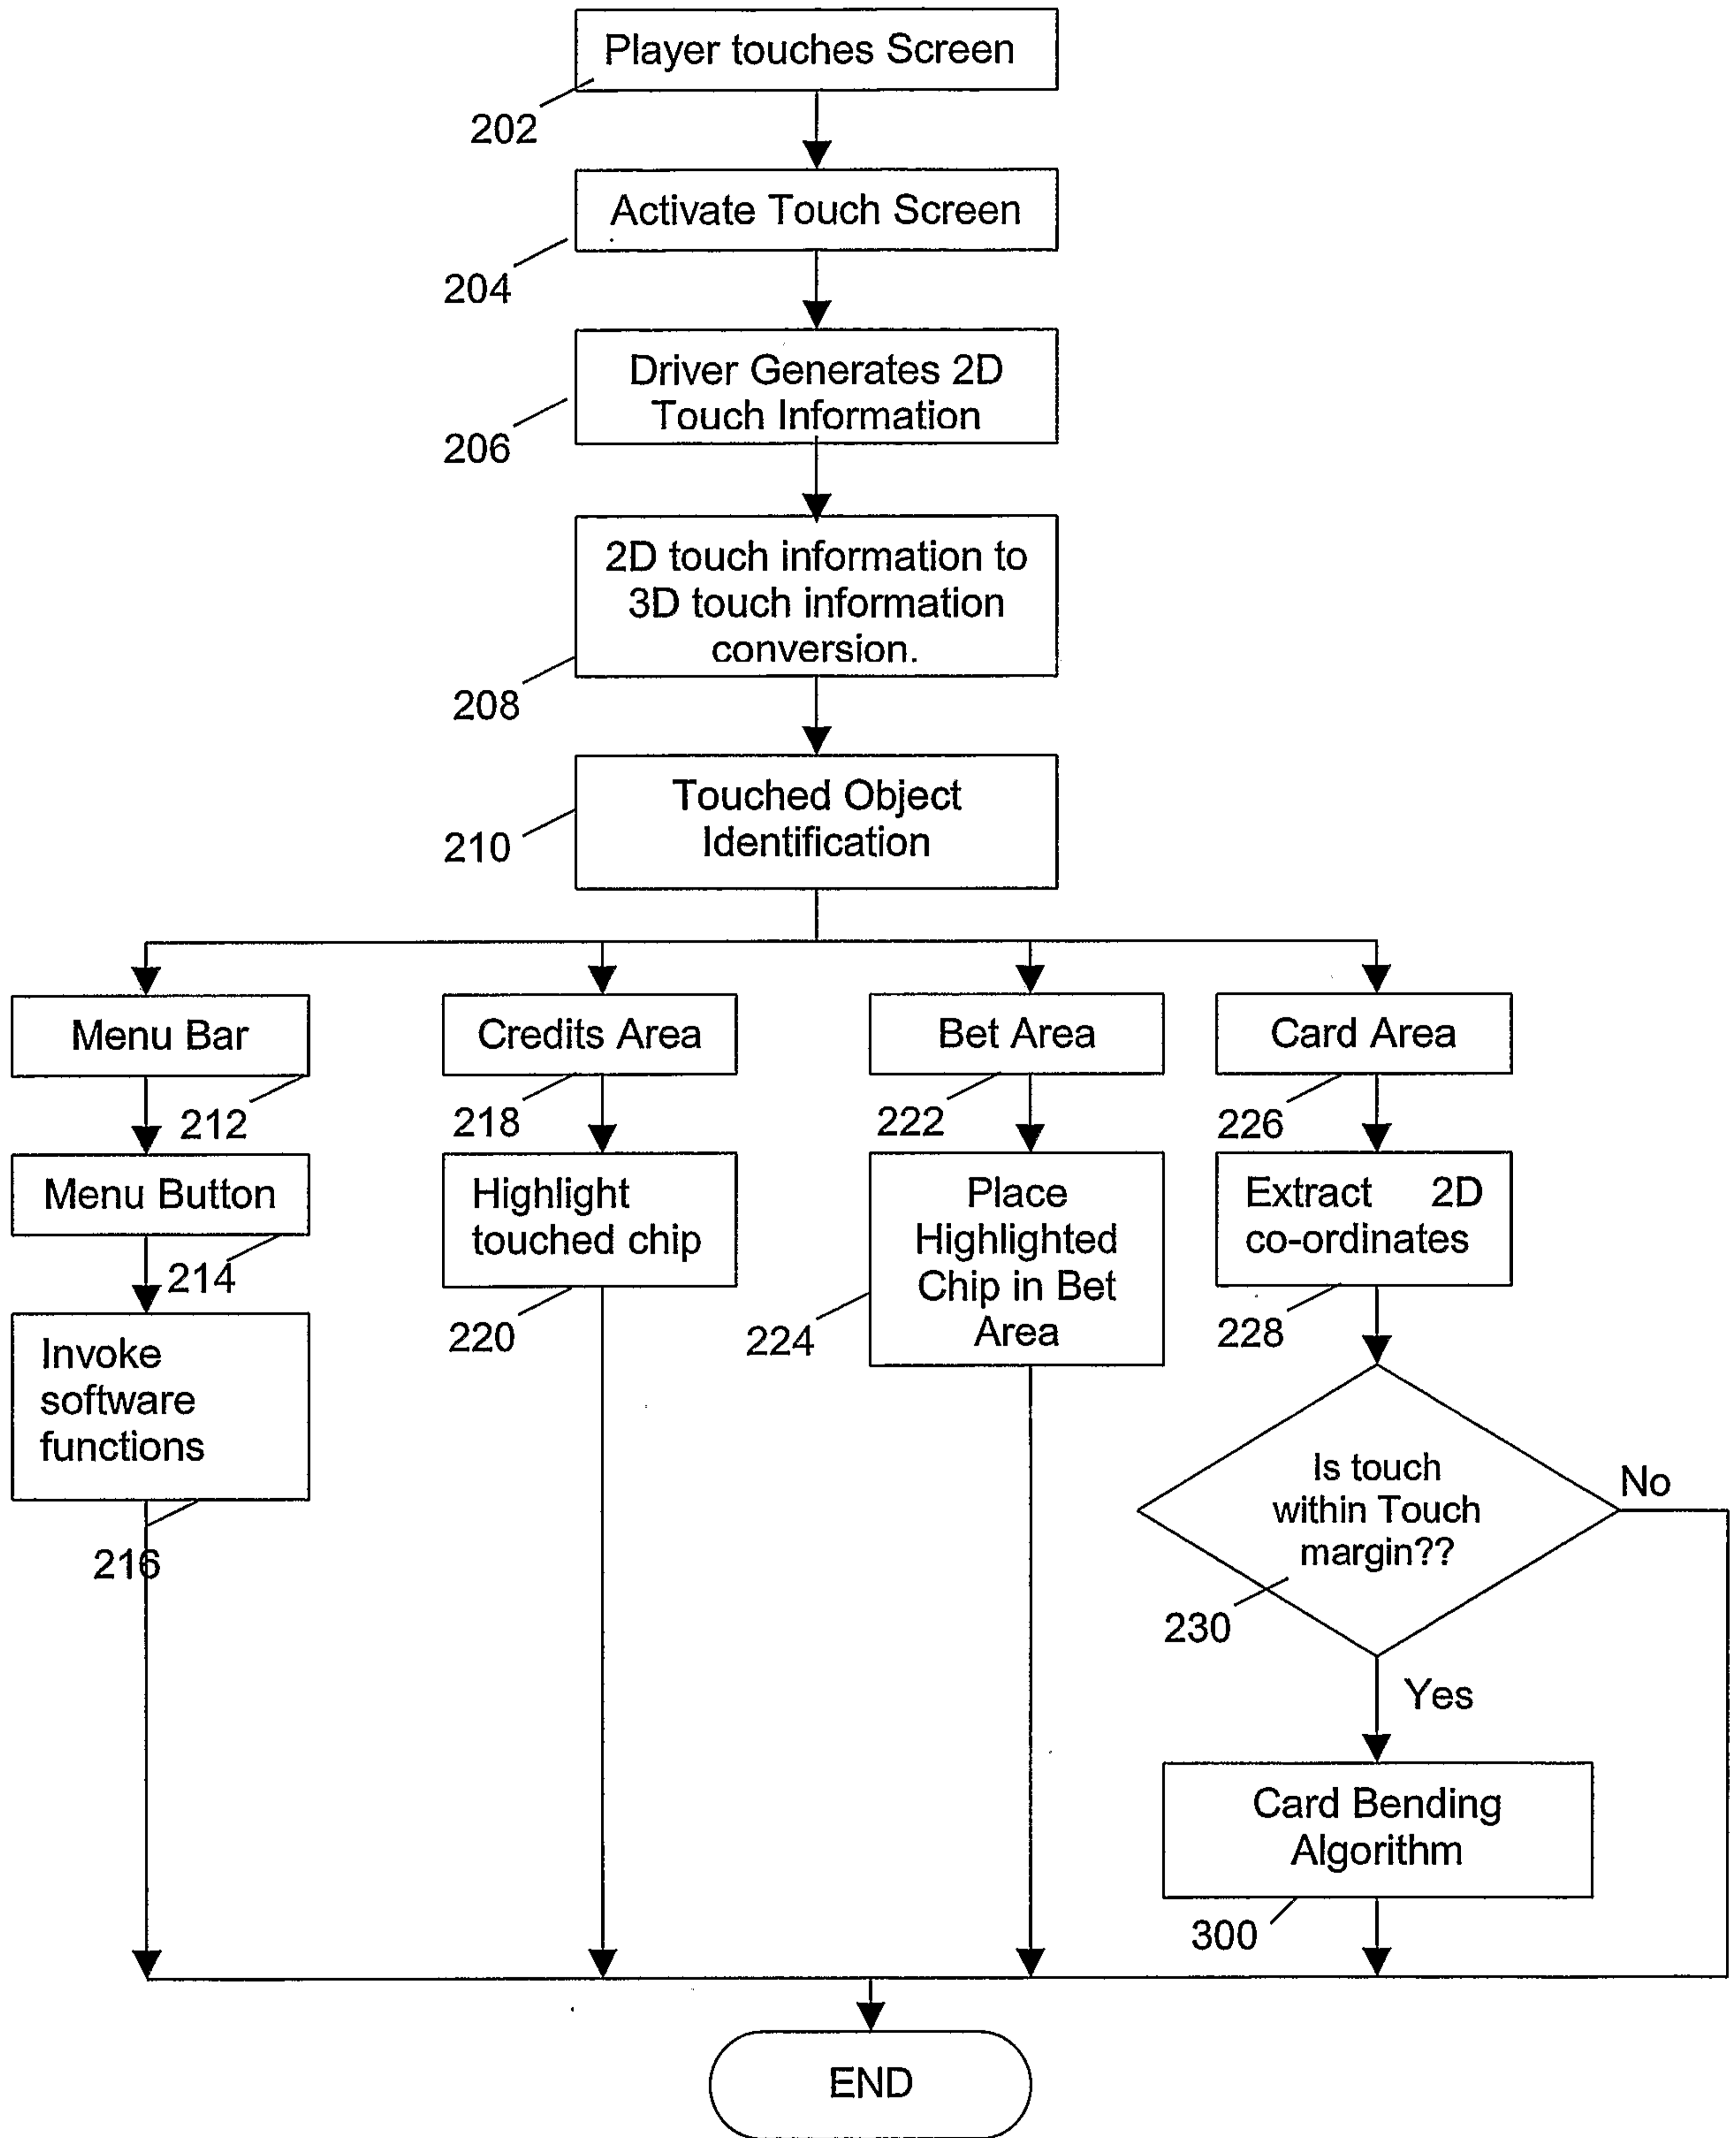 Player touches Screen
202
Activate Touch Screen
204
Driver Generates 2D
Touch Information
206
2D touch information to
3D touch information
conversion.
208
Touched Object
Identification
210
Menu Bar
212
Menu Button
214
Invoke
software
functions
216
Credits Area
218
Highlight
touched chip
220
Bet Area
222
Place
Highlighted
Chip in Bet
Area
224
Card Area
226
Extract 2D
co-ordinates
228
Is touch
within Touch
margin??
230
No
Yes
Card Bending
Algorithm
300
END